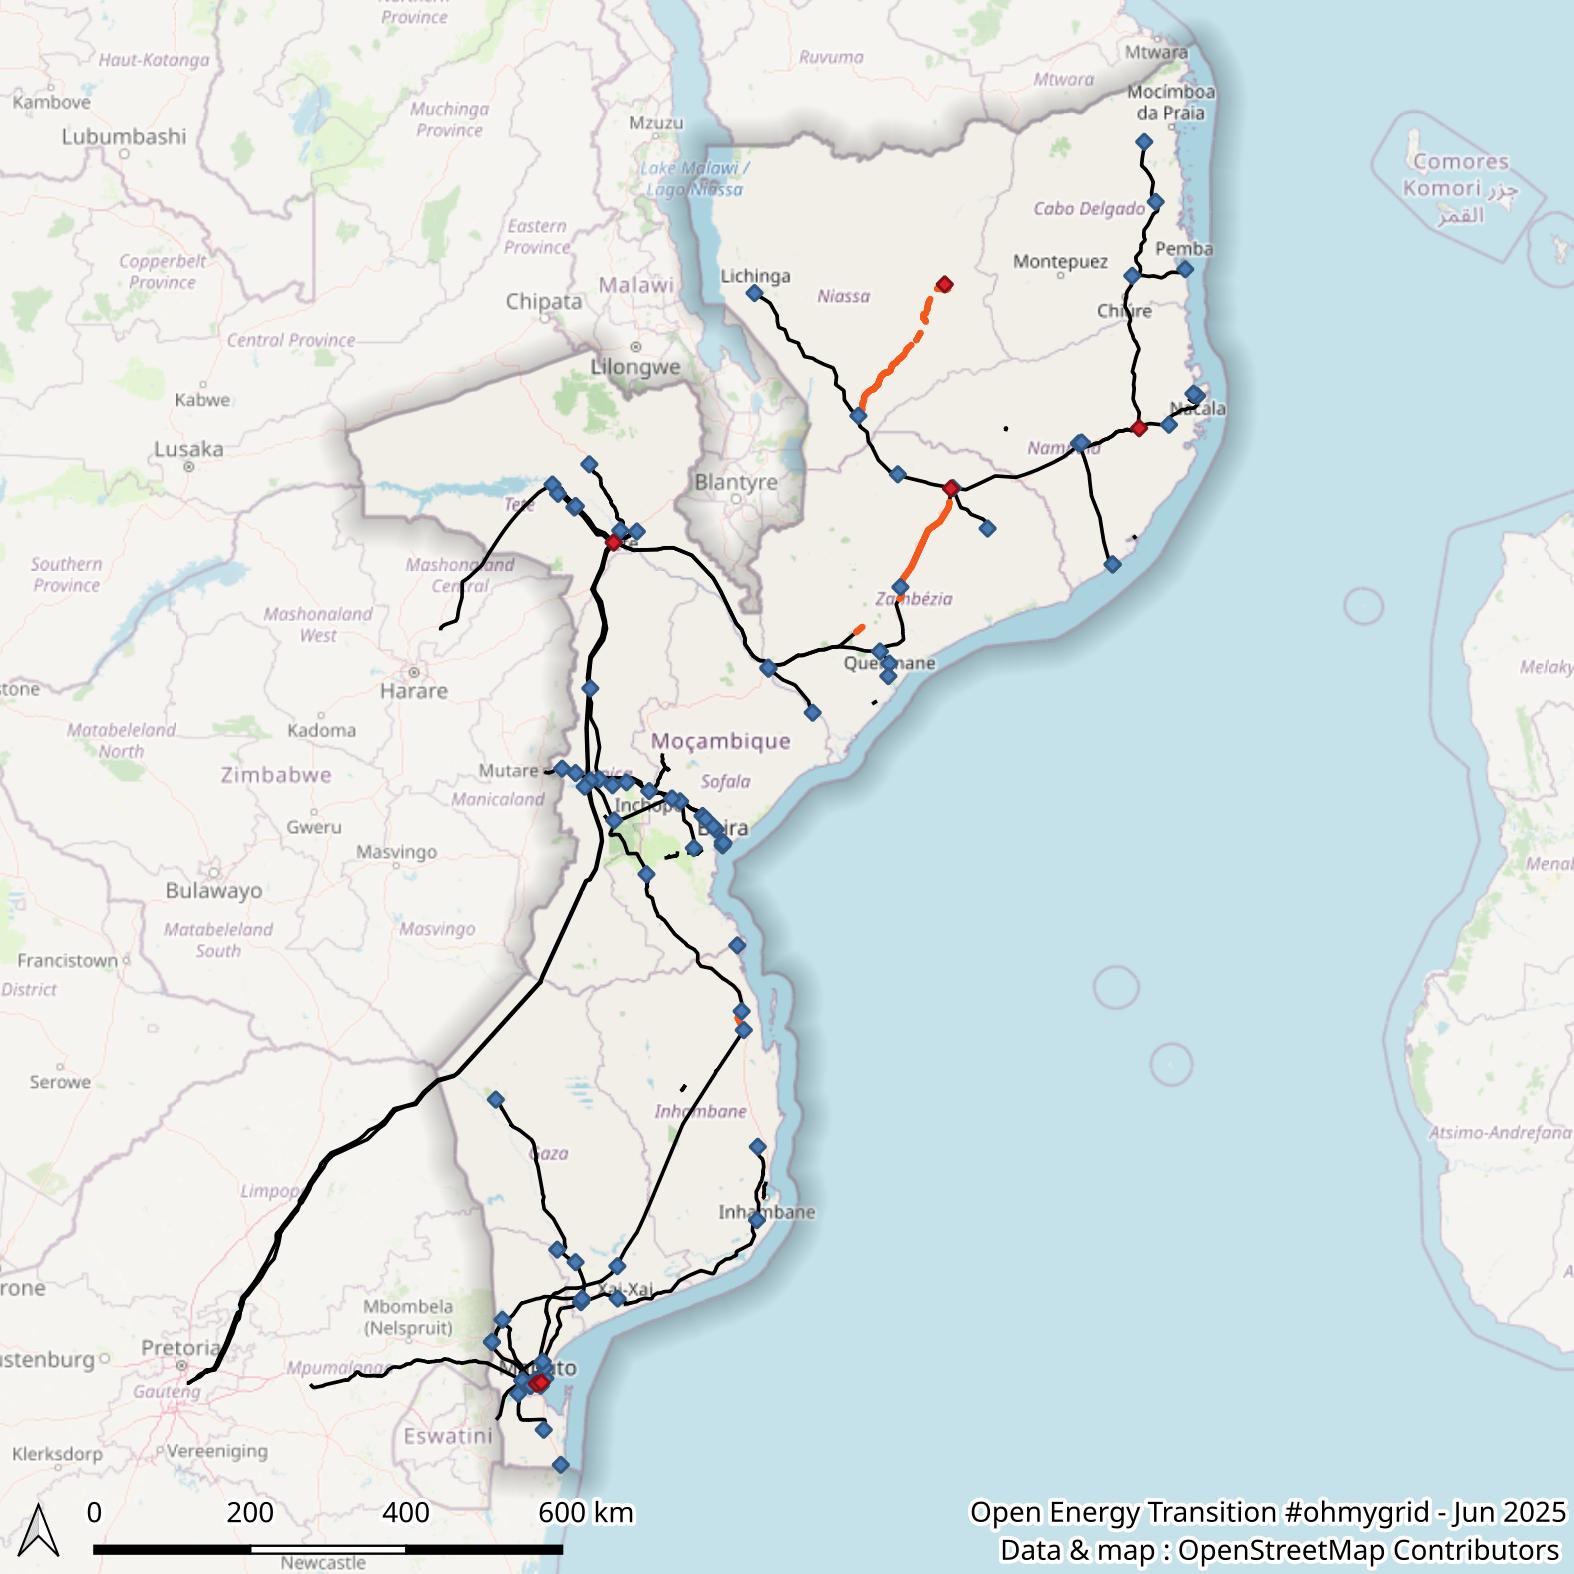 Northern
Province
Mtwara
Haut-Katanga
Ruvuma
Mtwara
Kambove
Muchinga
Province
Mocímboa
da Praia
Mzuzu
Lubumbashi
Lake Malawi /
Lago Niassa
Comores
Komori جزر
القمر
Cabo Delgado
Eastern
Province
Pemba
Copperbelt
Province
Montepuez
Lichinga
Malawi
Niassa
Chipata
Chiúre
Central Province
Lilongwe
Kabwe
Nacala
Lusaka
Nampula
Blantyre
Tete
Southern
Province
Mashonaland
Central
Zambézia
Mashonaland
West
Quelimane
Melaky
Harare
Matabeleland
North
Kadoma
Moçambique
Mutare
Zimbabwe
Sofala
Manicaland
Inchope
Gweru
Beira
Masvingo
Bulawayo
Matabeleland
South
Masvingo
Francistown
District
Serowe
Inhambane
Atsimo-Andrefana
Gaza
Limpopo
Inhambane
Xai-Xai
Mbombela
(Nelspruit)
Pretoria
Mpumalanga
Maputo
Gauteng
Eswatini
Klerksdorp
Vereeniging
0 200 400 600 km
Open Energy Transition #ohmygrid - Jun 2025
Data & map : OpenStreetMap Contributors
Newcastle